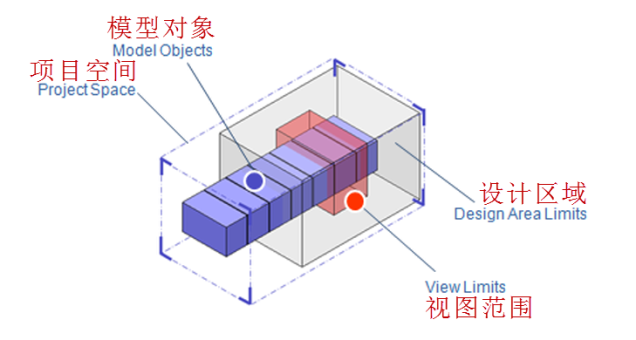 模型对象
Model Objects
项目空间
Project Space
设计区域
Design Area Limits
View Limits
视图范围